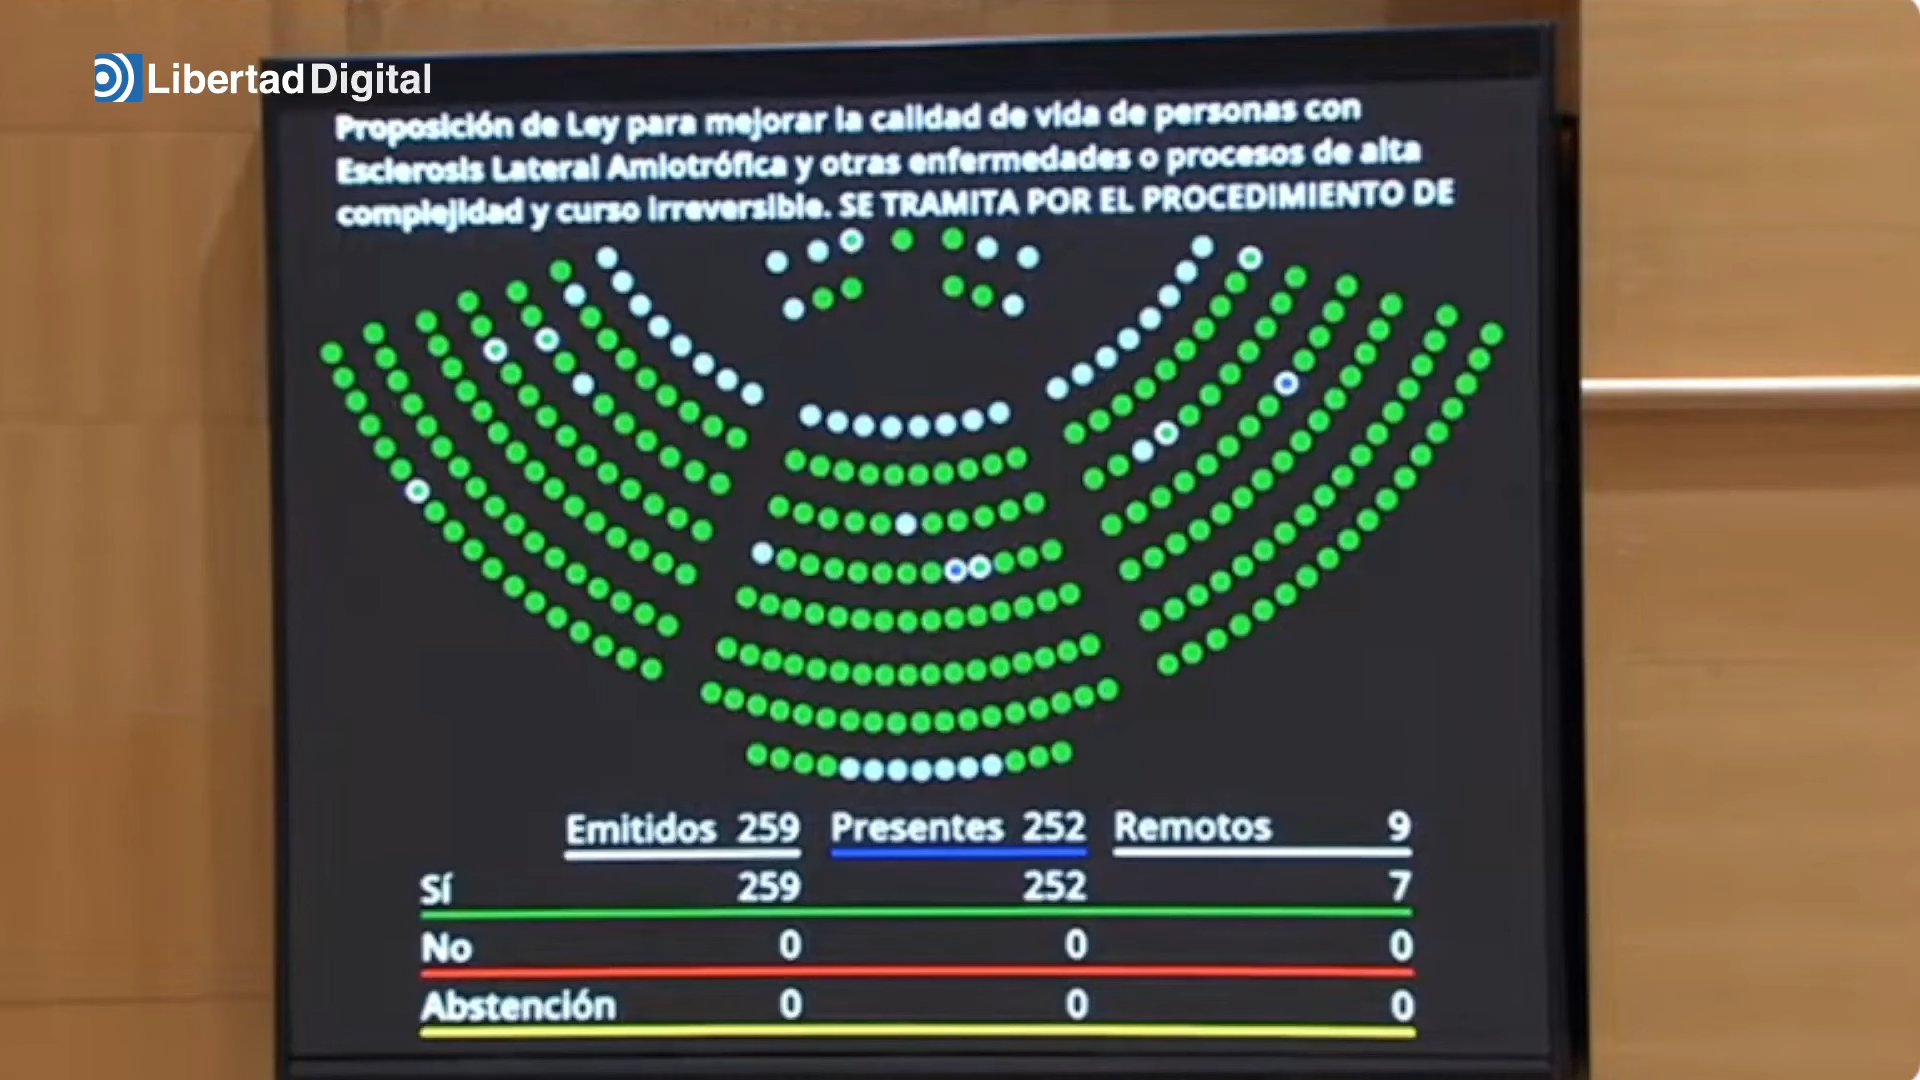 Libertad Digital
Proposición de Ley para mejorar la calidad de vida de personas con
Esclerosis Lateral Amiotrófica y otras enfermedades o procesos de alta
complejidad y curso irreversible. SE TRAMITA POR EL PROCEDIMIENTO DE
Emitidos 259 Presentes 252 Remotos 9
Sí 259 252 7
No 0 0 0
Abstención 0 0 0